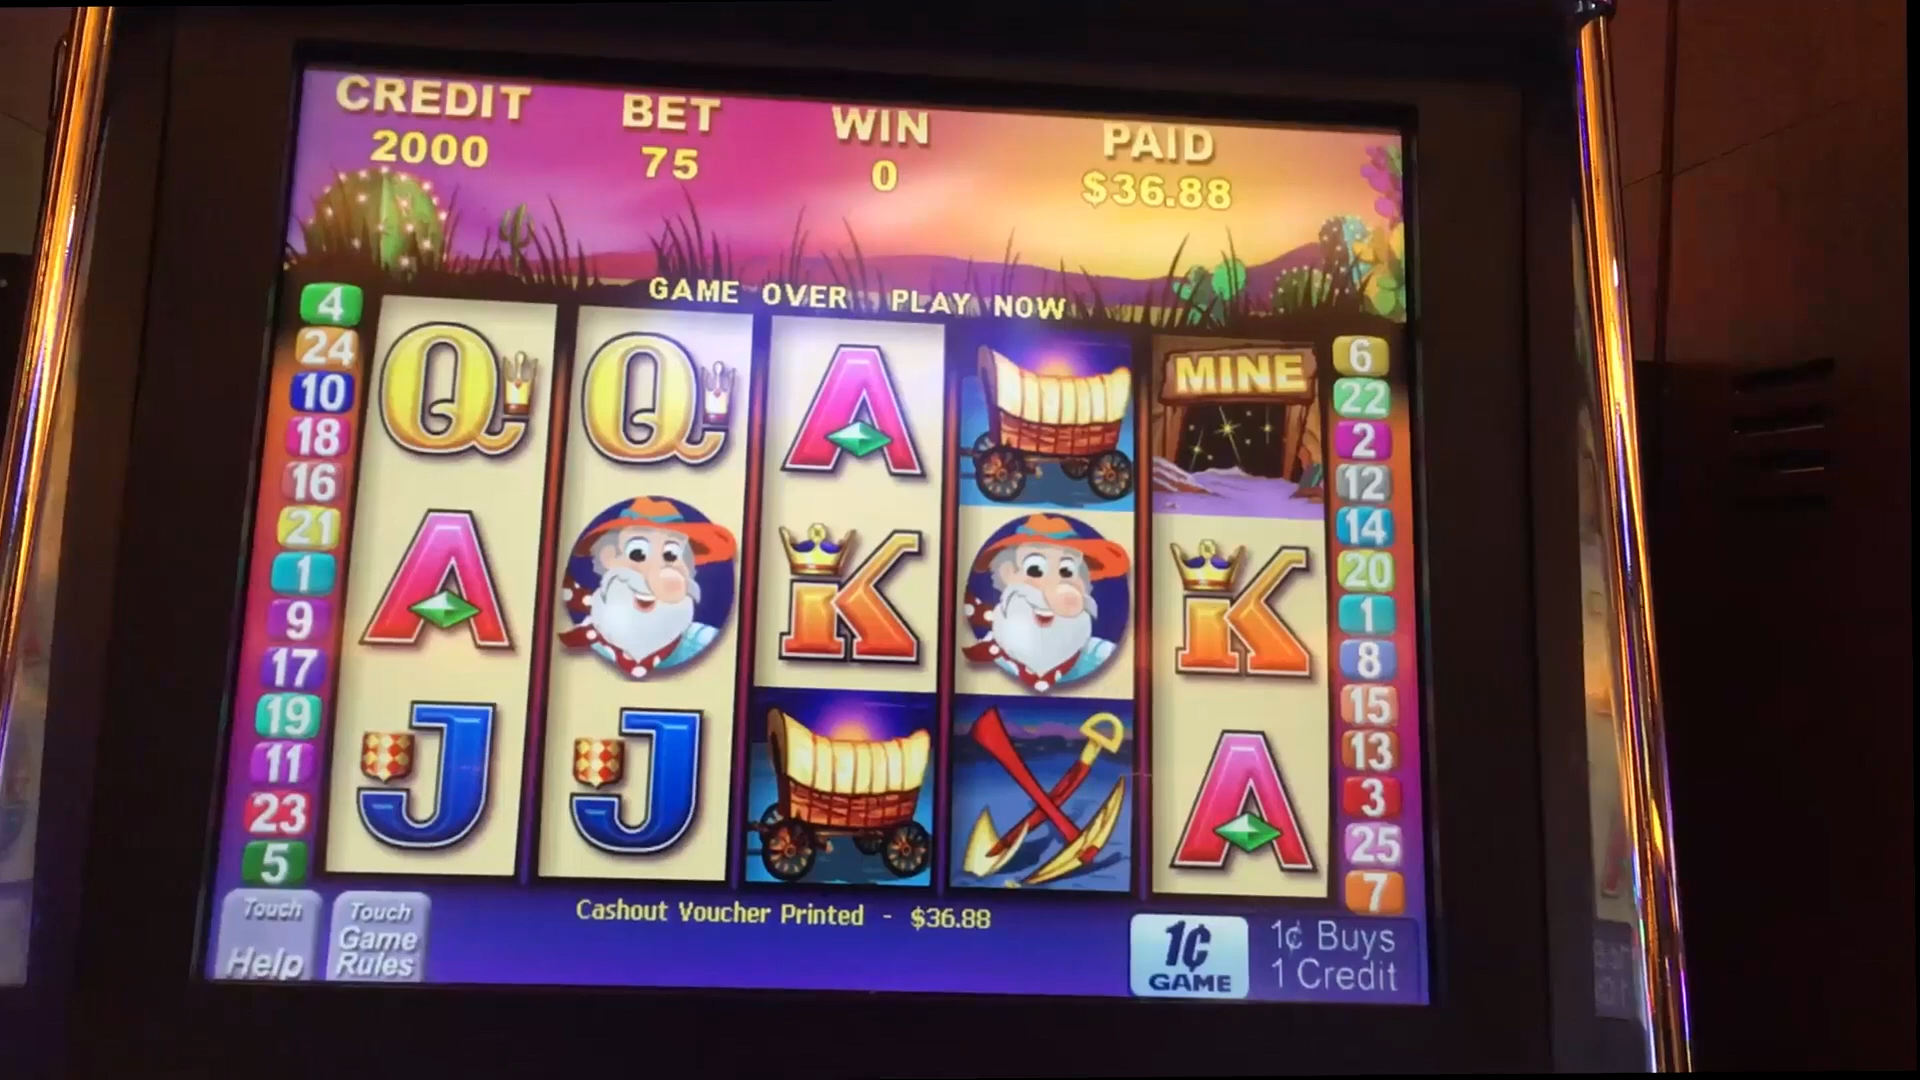 CREDIT BET WIN PAID
2000 75 0 $36.88
GAME OVER PLAY NOW
4
24
10
18
16
21
1
9
17
19
11
23
5
Q Q A MINE
A K K
J J A
6
22
2
12
14
20
1
8
15
13
3
25
7
Cashout Voucher Printed - $36.88
Touch
Help
Touch
Game
Rules
1¢
GAME
1¢ Buys
1 Credit